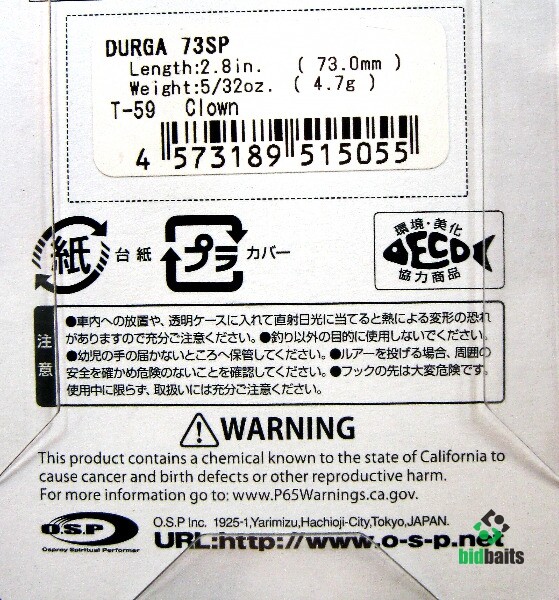 DURGA 73SP
Length:2.8in. ( 73.0mm )
Weight:5/32oz. ( 4.7g )
T-59 Clown
4 573189 515055
紙 台紙 プラ カバー
環境・美化
DECO
協力商品
注意
●車内への放置や、透明ケースに入れて直射日光に当てると熱による変形の恐れ
がありますので充分ご注意ください。●釣り以外の目的に使用しないでください。
●幼児の手の届かないところへ保管してください。●ルアーを投げる場合、周囲の
安全を確かめ危険のないことを確認してください。●フックの先は大変危険です。
使用中に限らず、取扱いには充分ご注意ください。
WARNING
This product contains a chemical known to the state of California to
cause cancer and birth defects or other reproductive harm.
For more information go to: www.P65Warnings.ca.gov.
O.S.P
Osprey Spiritual Performer
O.S.P Inc. 1925-1,Yarimizu,Hachioji-City,Tokyo,JAPAN.
URL:http://www.o-s-p.net
bidbaits